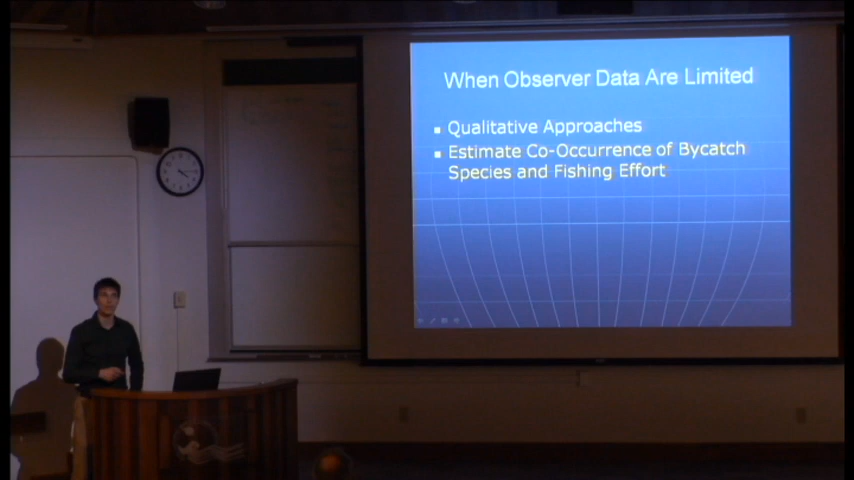 When Observer Data Are Limited
Qualitative Approaches
Estimate Co-Occurrence of Bycatch
Species and Fishing Effort